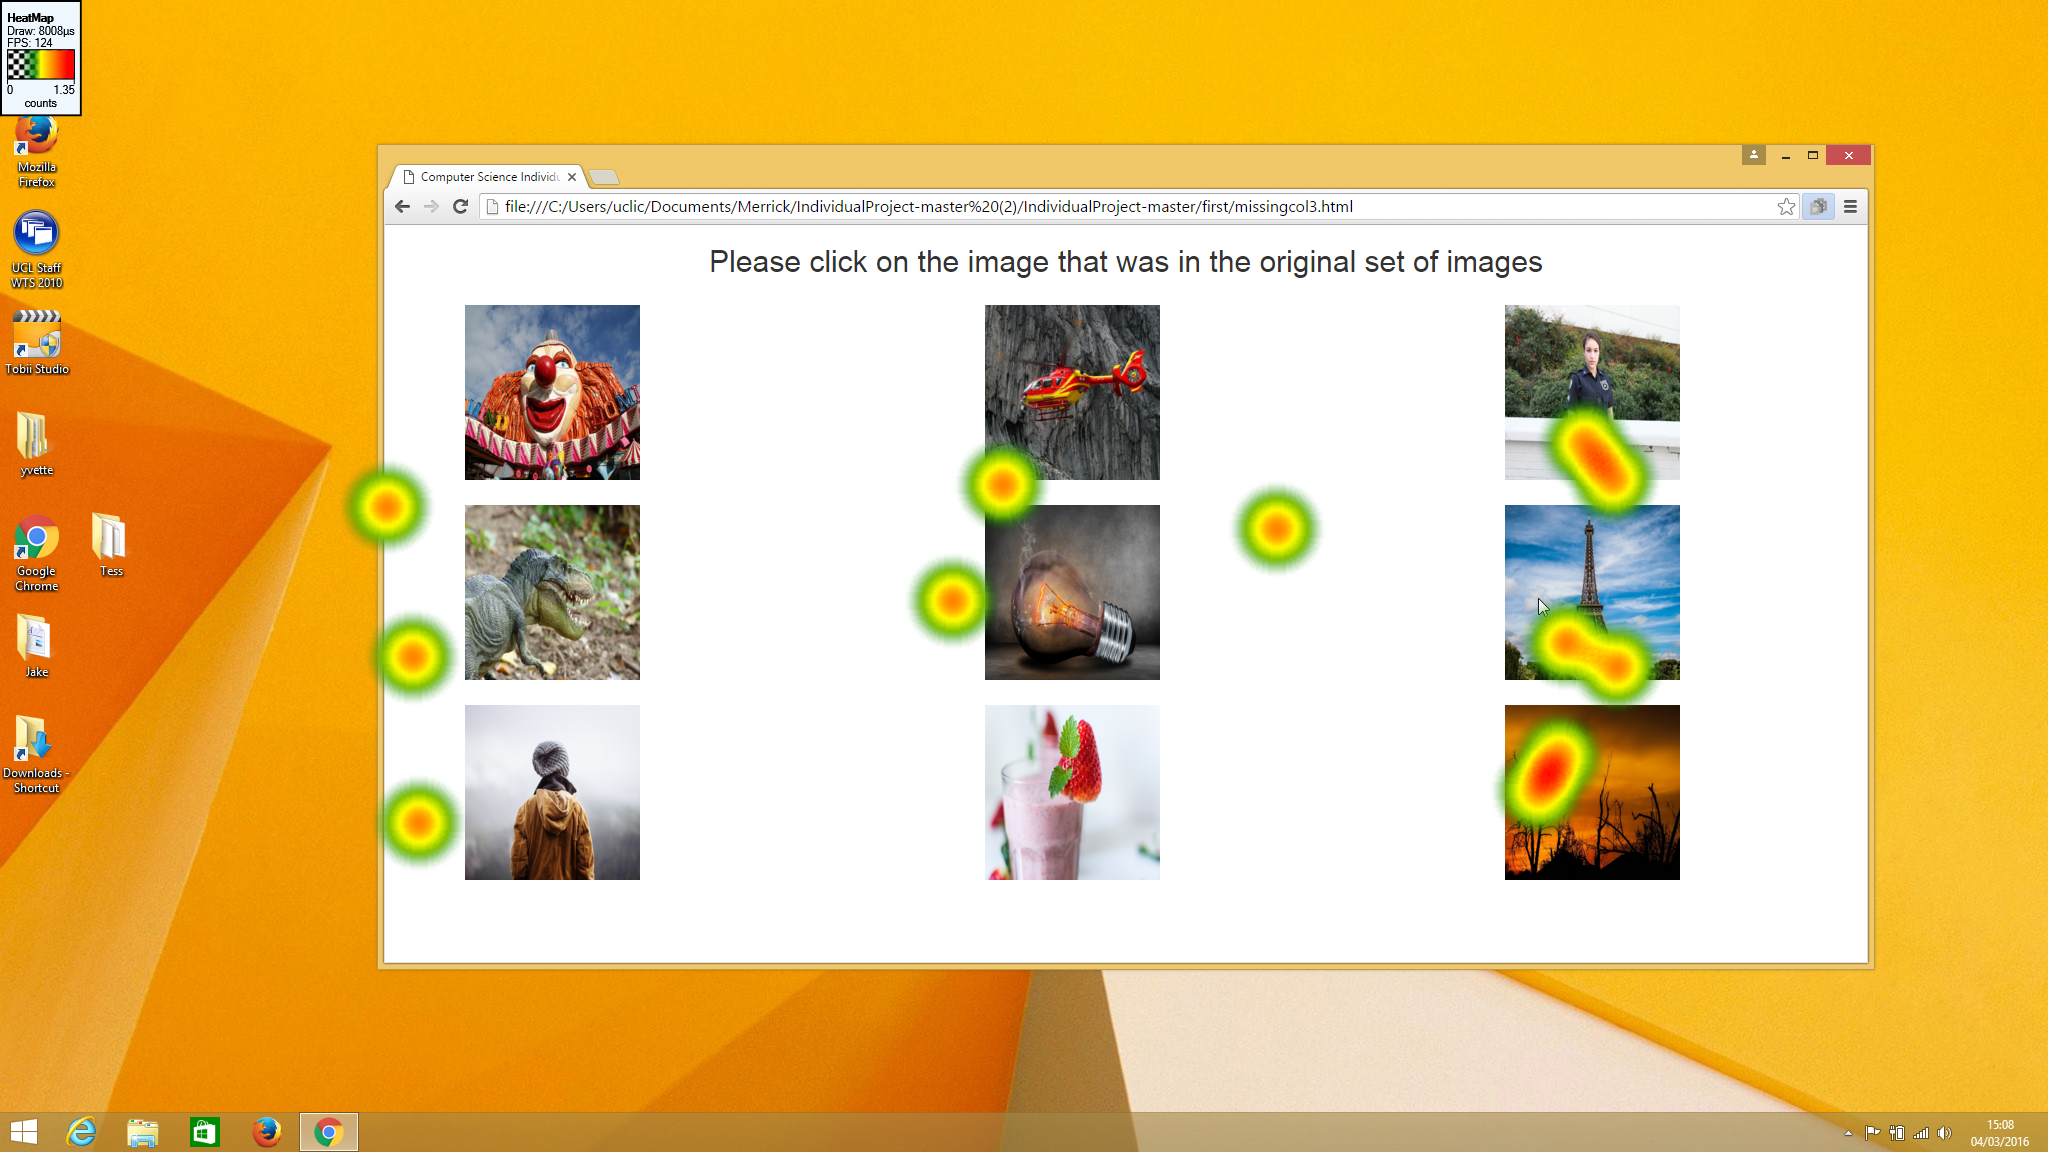 HeatMap
Draw: 8008µs
FPS: 124
0 1.35
counts
Mozilla
Firefox
UCL Staff
WTS 2010
Tobii Studio
yvette
Google
Chrome
Tess
Jake
Downloads -
Shortcut
Computer Science Individu
file:///C:/Users/uclic/Documents/Merrick/IndividualProject-master%20(2)/IndividualProject-master/first/missingcol3.html
Please click on the image that was in the original set of images
15:08
04/03/2016